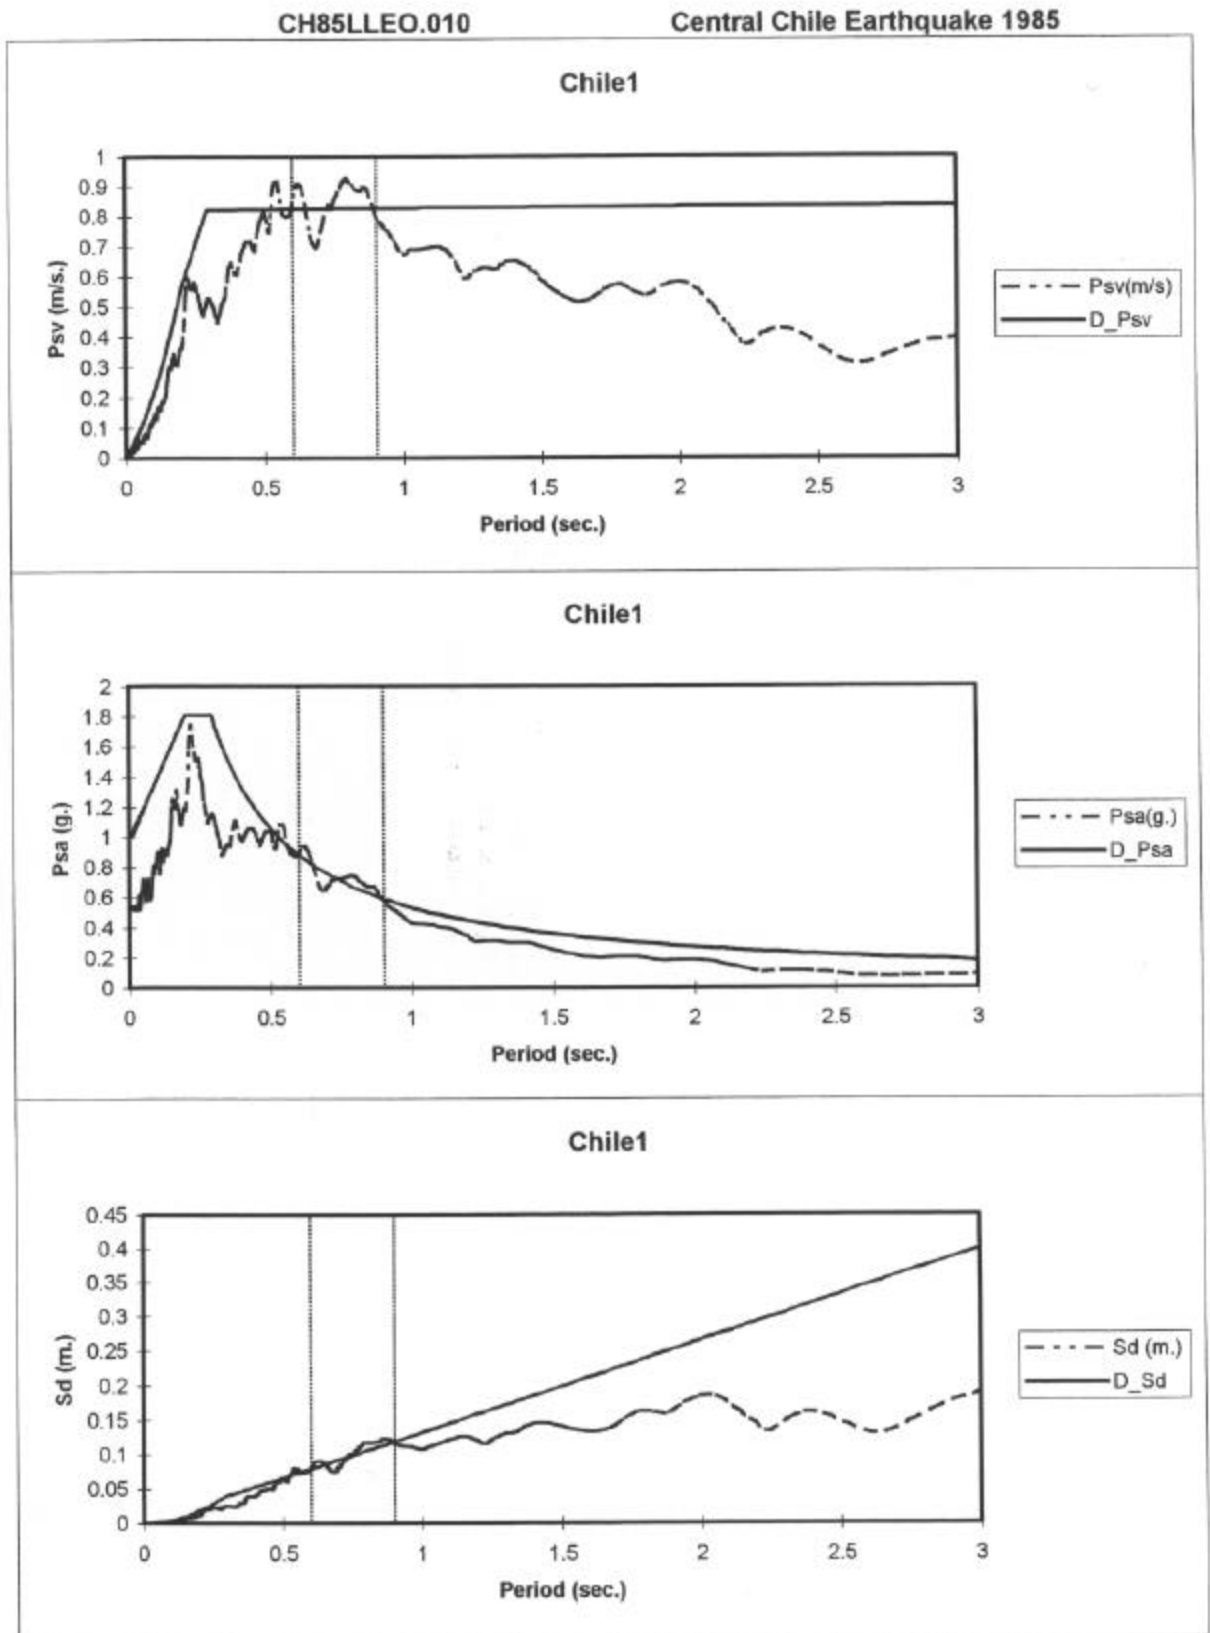 CH85LLEO.010 Central Chile Earthquake 1985
Chile1
1
0.9
0.8
0.7
0.6
0.5
0.4
0.3
0.2
0.1
0
Psv (m/s.)
0 0.5 1 1.5 2 2.5 3
Period (sec.)
Psv(m/s)
D_Psv
Chile1
2
1.8
1.6
1.4
1.2
1
0.8
0.6
0.4
0.2
0
Psa (g.)
0 0.5 1 1.5 2 2.5 3
Period (sec.)
Psa(g.)
D_Psa
Chile1
0.45
0.4
0.35
0.3
0.25
0.2
0.15
0.1
0.05
0
Sd (m.)
0 0.5 1 1.5 2 2.5 3
Period (sec.)
Sd (m.)
D_Sd